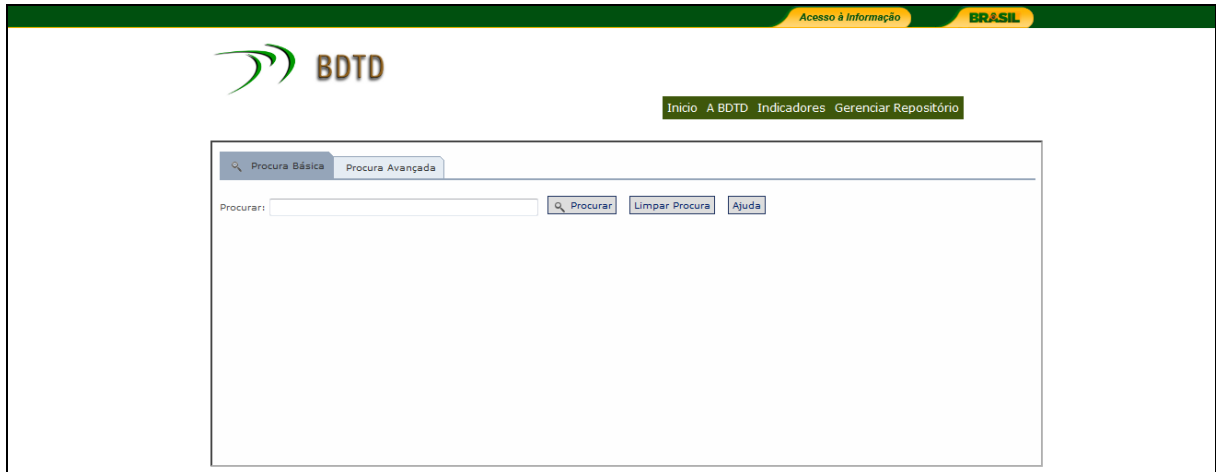 Acesso à Informação BRASIL
BDTD
Inicio A BDTD Indicadores Gerenciar Repositório
Procura Básica Procura Avançada
Procurar: Procurar Limpar Procura Ajuda